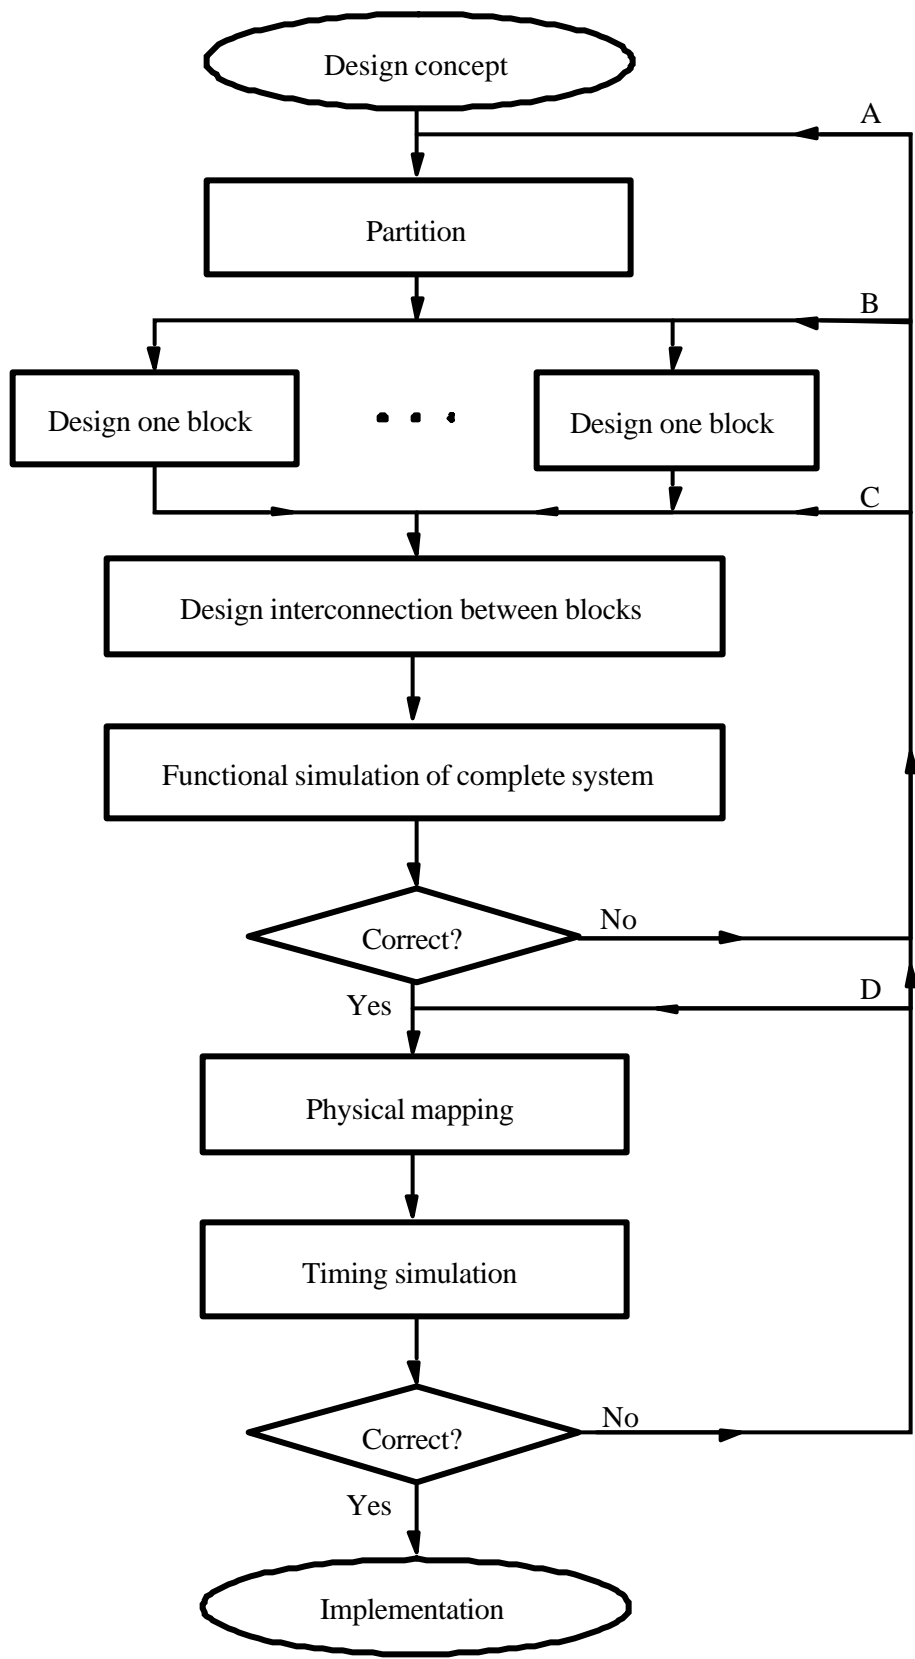 Design concept
A
Partition
B
Design one block
Design one block
C
Design interconnection between blocks
Functional simulation of complete system
Correct?
No
Yes
D
Physical mapping
Timing simulation
Correct?
No
Yes
Implementation